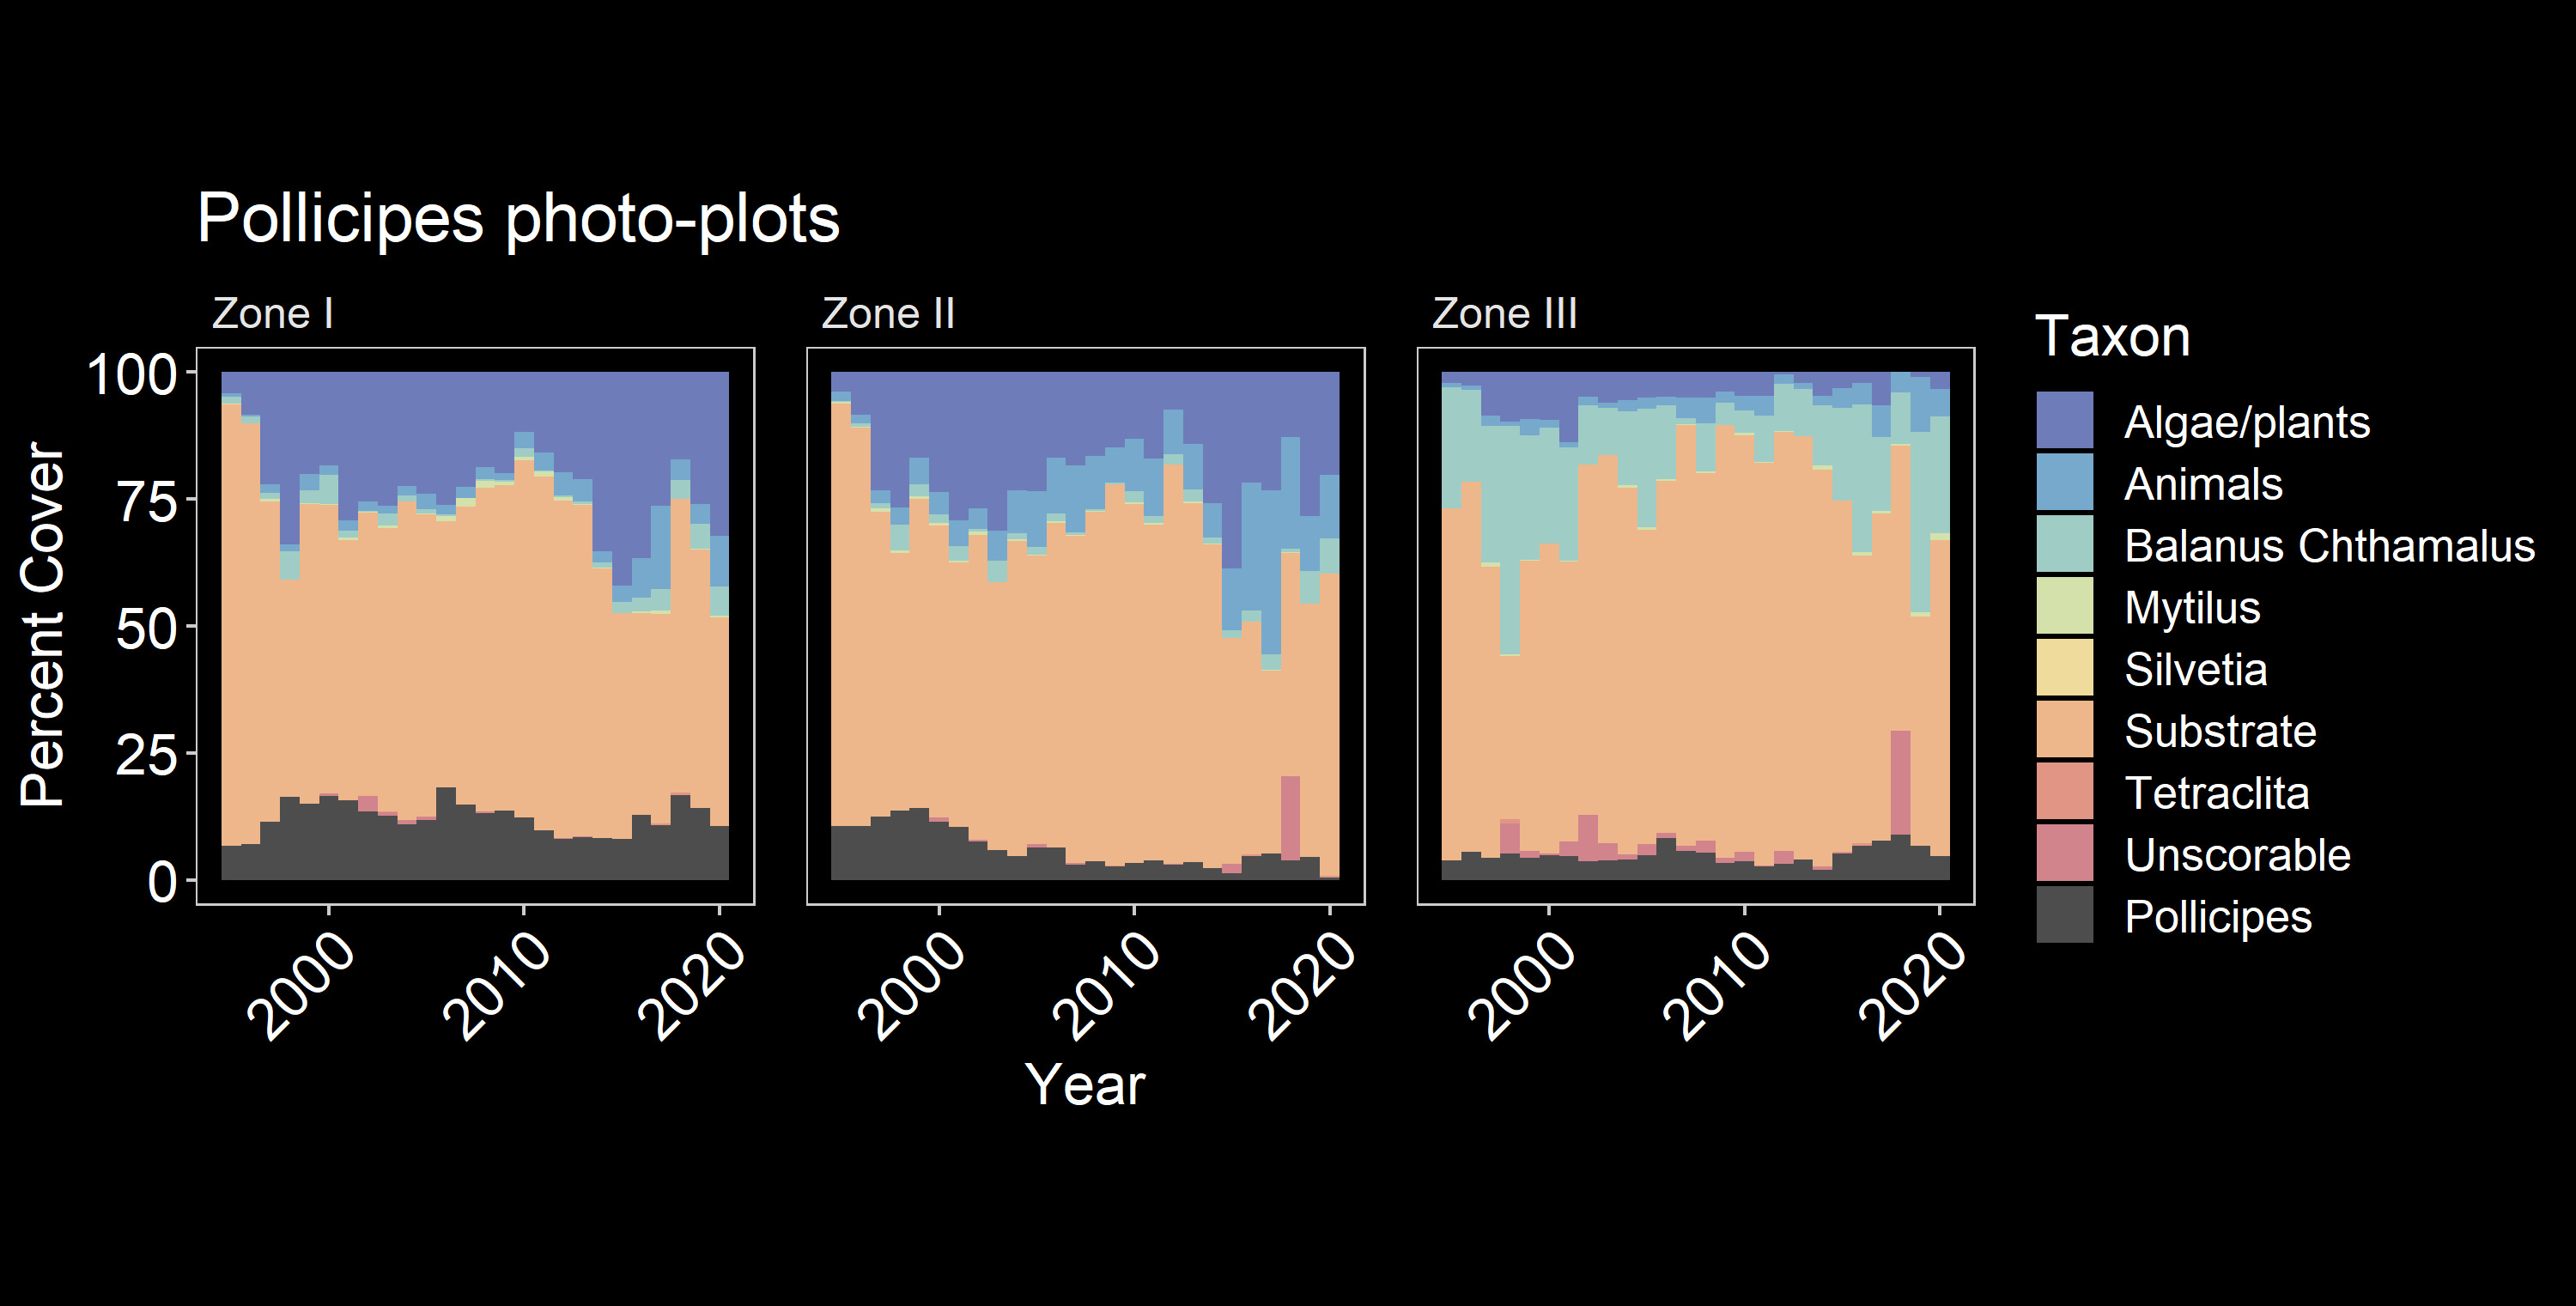 Pollicipes photo-plots
Zone I
Zone II
Zone III
Percent Cover
100
75
50
25
0
2000
2010
2020
2000
2010
2020
2000
2010
2020
Year
Taxon
Algae/plants
Animals
Balanus Chthamalus
Mytilus
Silvetia
Substrate
Tetraclita
Unscorable
Pollicipes